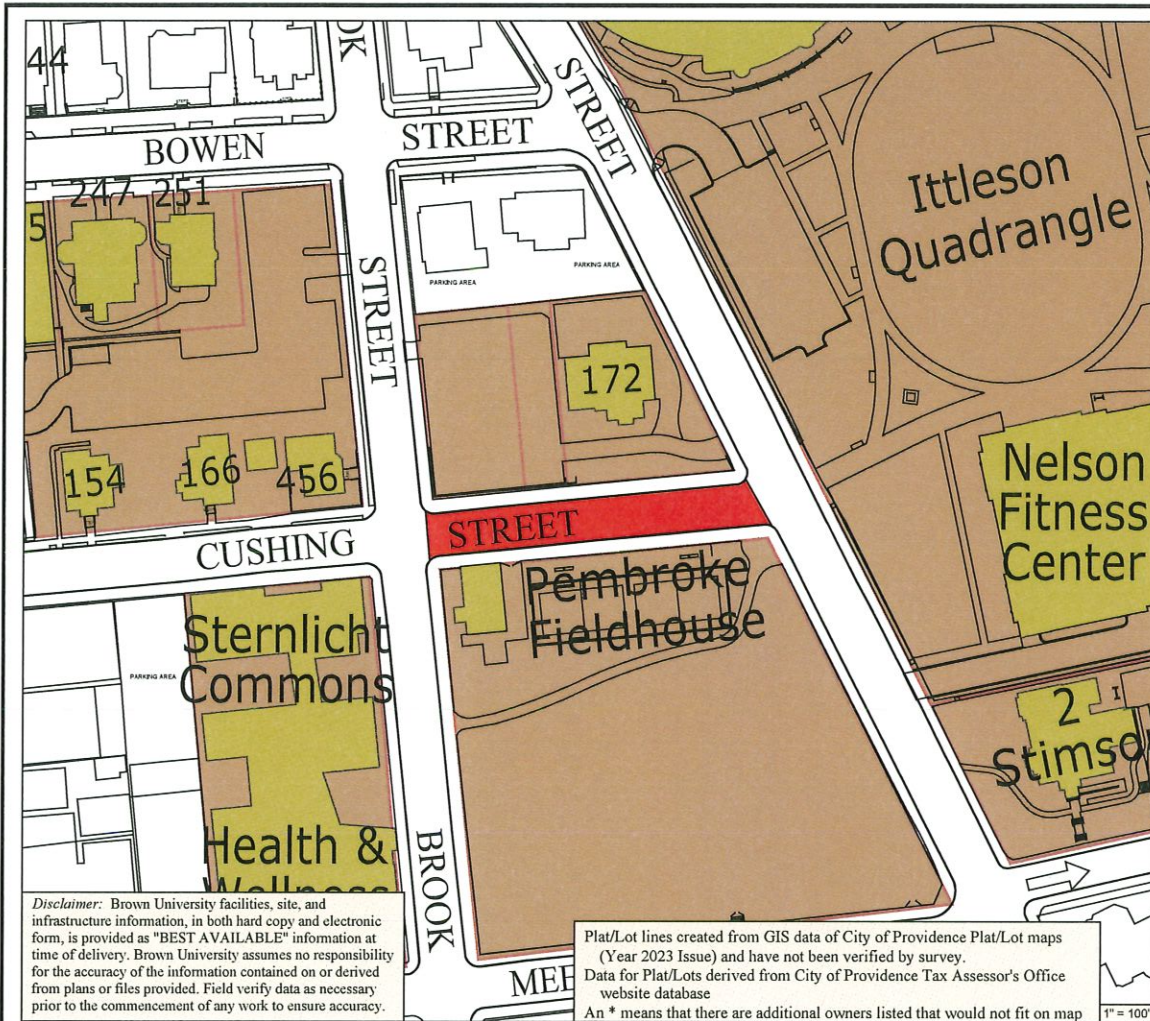 44
OK
STREET
BOWEN
STREET
247
251
5
PARKING AREA
PARKING AREA
Ittleson
Quadrangle
STREET
172
154
166
456
Nelson
Fitness
Center
CUSHING
STREET
Pembroke
Fieldhouse
Sternlicht
Commons
PARKING AREA
2
Stimson
Health &
Wellness
BROOK
Disclaimer: Brown University facilities, site, and
infrastructure information, in both hard copy and electronic
form, is provided as "BEST AVAILABLE" information at
time of delivery. Brown University assumes no responsibility
for the accuracy of the information contained on or derived
from plans or files provided. Field verify data as necessary
prior to the commencement of any work to ensure accuracy.
MEE
Plat/Lot lines created from GIS data of City of Providence Plat/Lot maps
(Year 2023 Issue) and have not been verified by survey.
Data for Plat/Lots derived from City of Providence Tax Assessor's Office
website database
An * means that there are additional owners listed that would not fit on map
1" = 100'